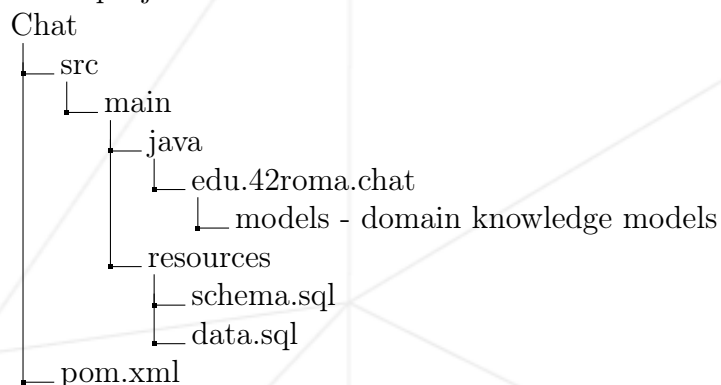 Chat
src
main
java
edu.42roma.chat
models - domain knowledge models
resources
schema.sql
data.sql
pom.xml